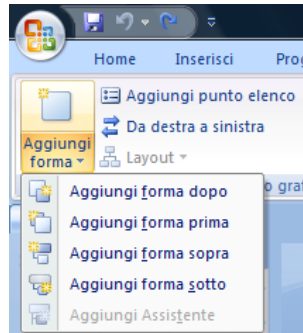 Home Inserisci Prog
Aggiungi punto elenco
Da destra a sinistra
Aggiungi
forma
Layout
o graf
Aggiungi forma dopo
Aggiungi forma prima
Aggiungi forma sopra
Aggiungi forma sotto
Aggiungi Assistente